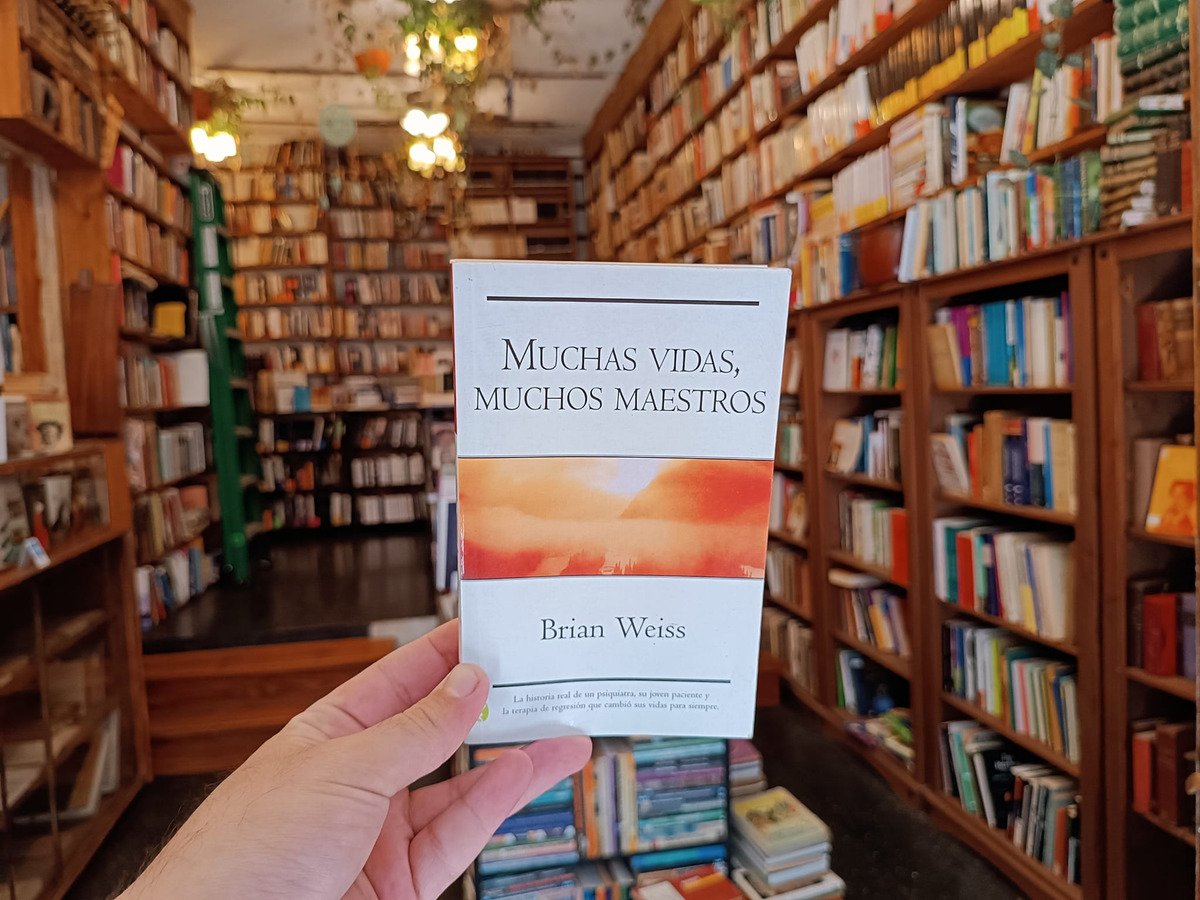 MUCHAS VIDAS,
MUCHOS MAESTROS
Brian Weiss
La historia real de un psiquiatra, su joven paciente y
la terapia de regresión que cambió sus vidas para siempre.